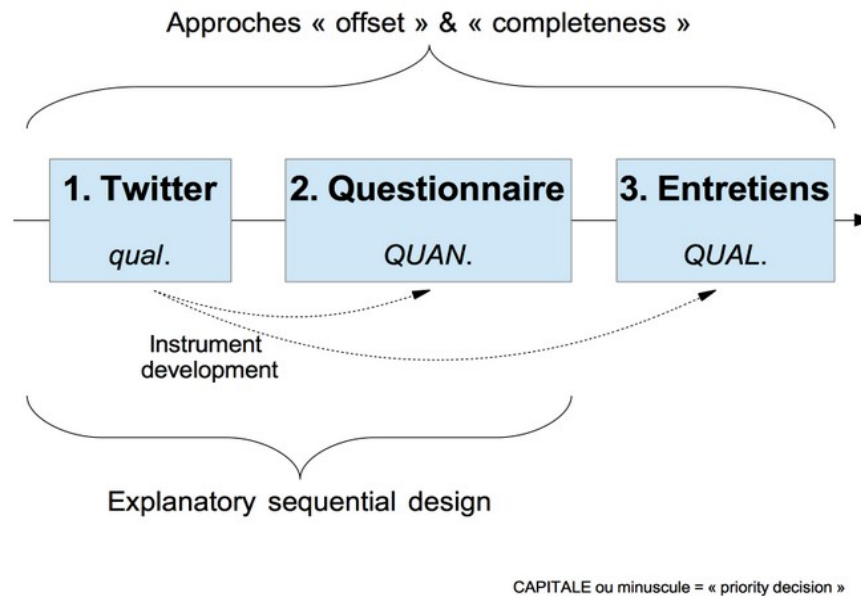 Approches « offset » & « completeness »
1. Twitter
qual.
2. Questionnaire
QUAN.
3. Entretiens
QUAL.
Instrument
development
Explanatory sequential design
CAPITALE ou minuscule = « priority decision »